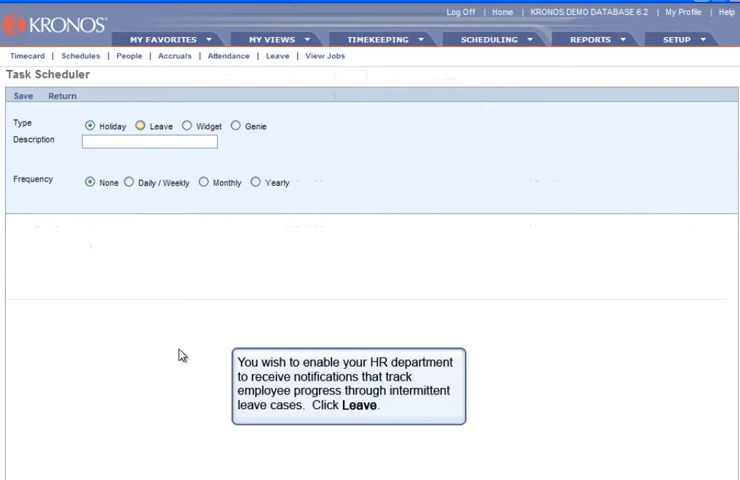 KRONOS
Log Off | Home | KRONOS DEMO DATABASE 6.2 | My Profile | Help
MY FAVORITES MY VIEWS TIMEKEEPING SCHEDULING REPORTS SETUP
Timecard | Schedules | People | Accruals | Attendance | Leave | View Jobs
Task Scheduler
Save Return
Type Holiday Leave Widget Genie
Description
Frequency None Daily / Weekly Monthly Yearly
You wish to enable your HR department
to receive notifications that track
employee progress through intermittent
leave cases. Click Leave.